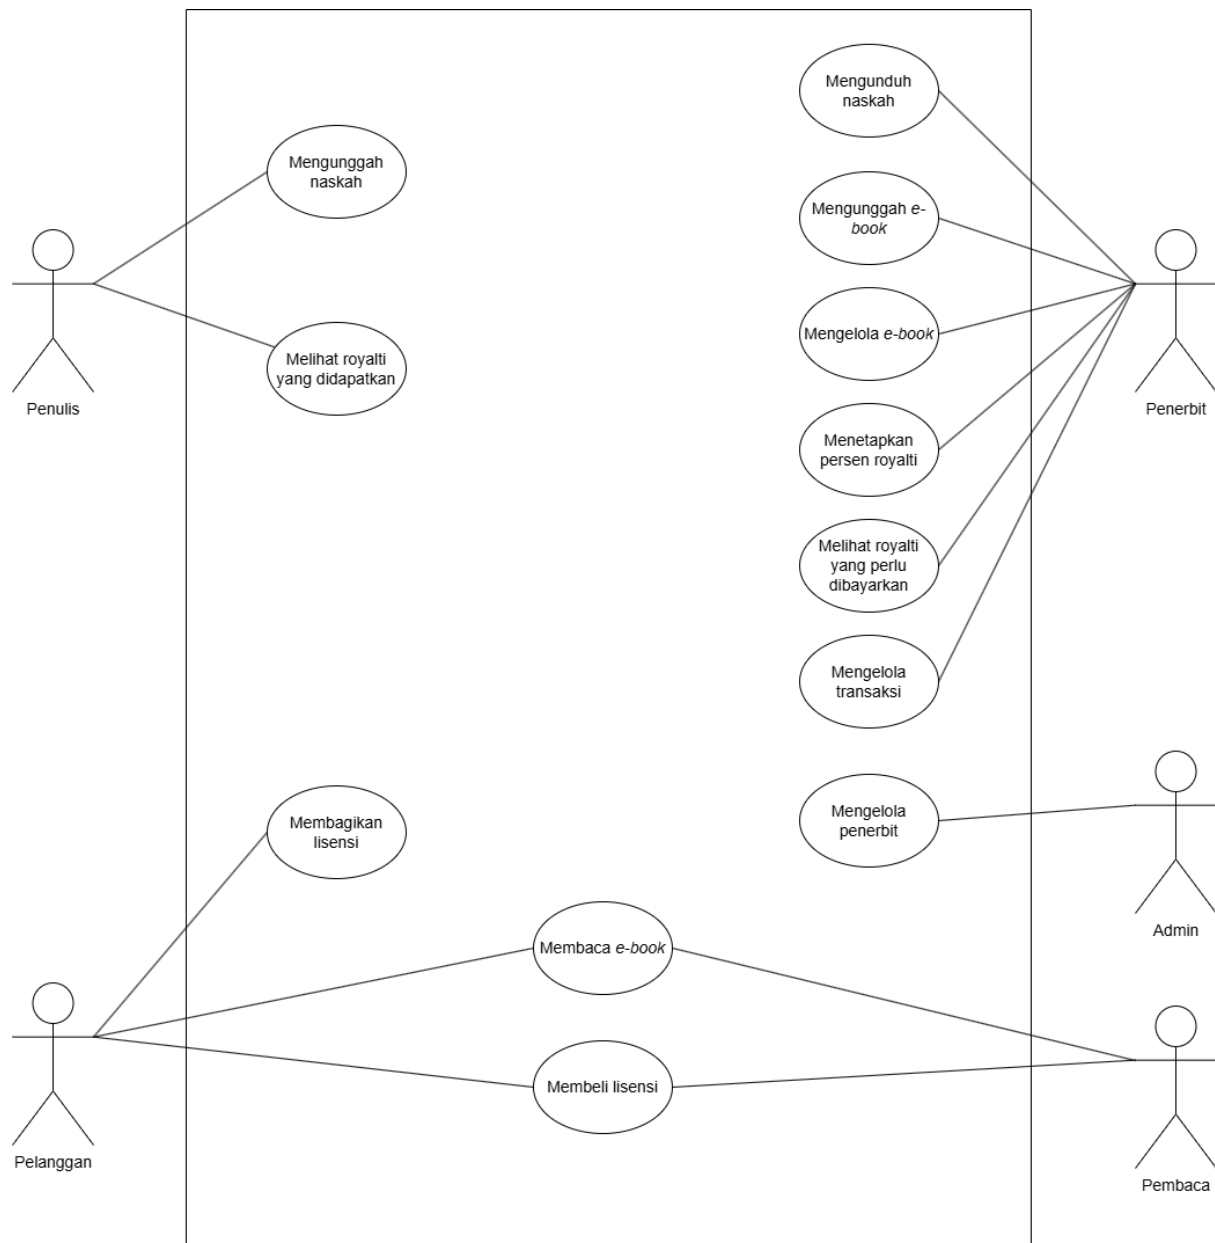 Mengunduh
naskah
Mengunggah
naskah
Mengunggah e-
book
Mengelola e-book
Melihat royalti
yang didapatkan
Penulis
Penerbit
Menetapkan
persen royalti
Melihat royalti
yang perlu
dibayarkan
Mengelola
transaksi
Membagikan
lisensi
Mengelola
penerbit
Admin
Membaca e-book
Membeli lisensi
Pelanggan
Pembaca